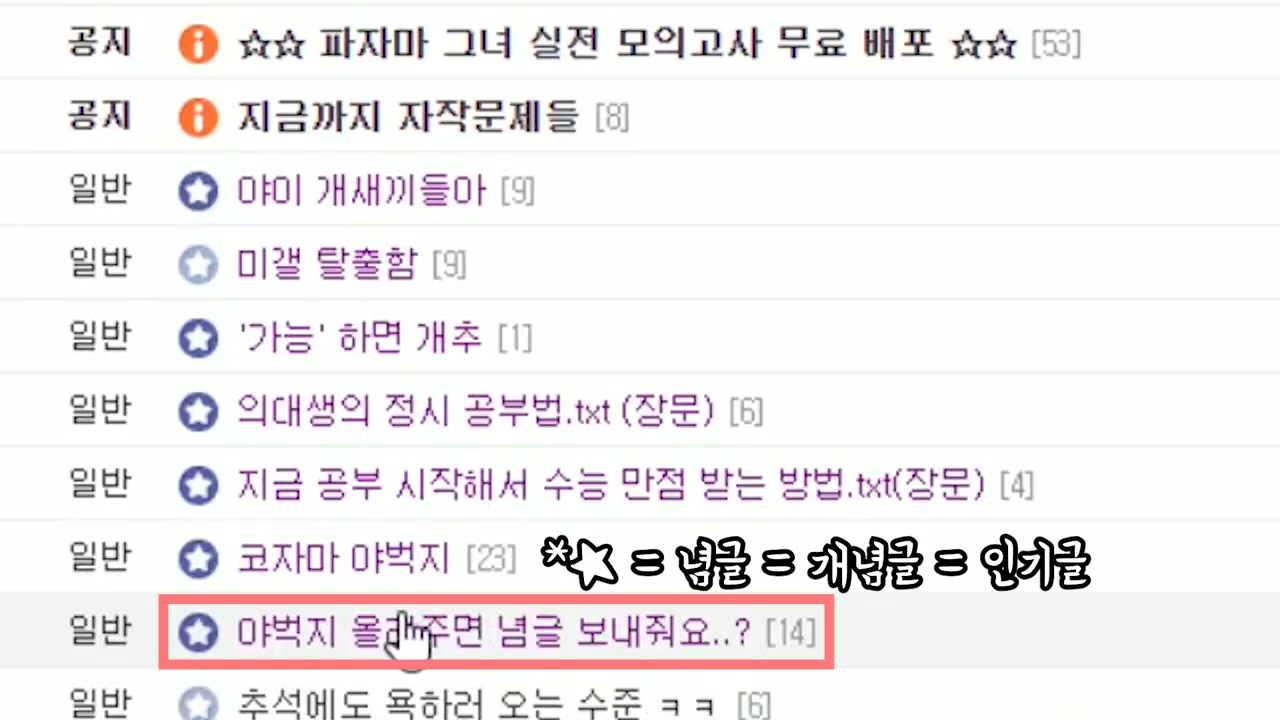 공지 ☆☆ 파자마 그녀 실전 모의고사 무료 배포 ☆☆ [53]
공지 지금까지 자작문제들 [8]
일반 야이 개새끼들아 [9]
일반 미갤 탈출함 [9]
일반 '가능' 하면 개추 [1]
일반 의대생의 정시 공부법.txt (장문) [6]
일반 지금 공부 시작해서 수능 만점 받는 방법.txt(장문) [4]
일반 코자마 야벅지 [23] *★ = 념글 = 개념글 = 인기글
일반 야벅지 올려주면 념글 보내줘요..? [14]
일반 추석에도 욕하러 오는 수준 ㅋㅋ [6]